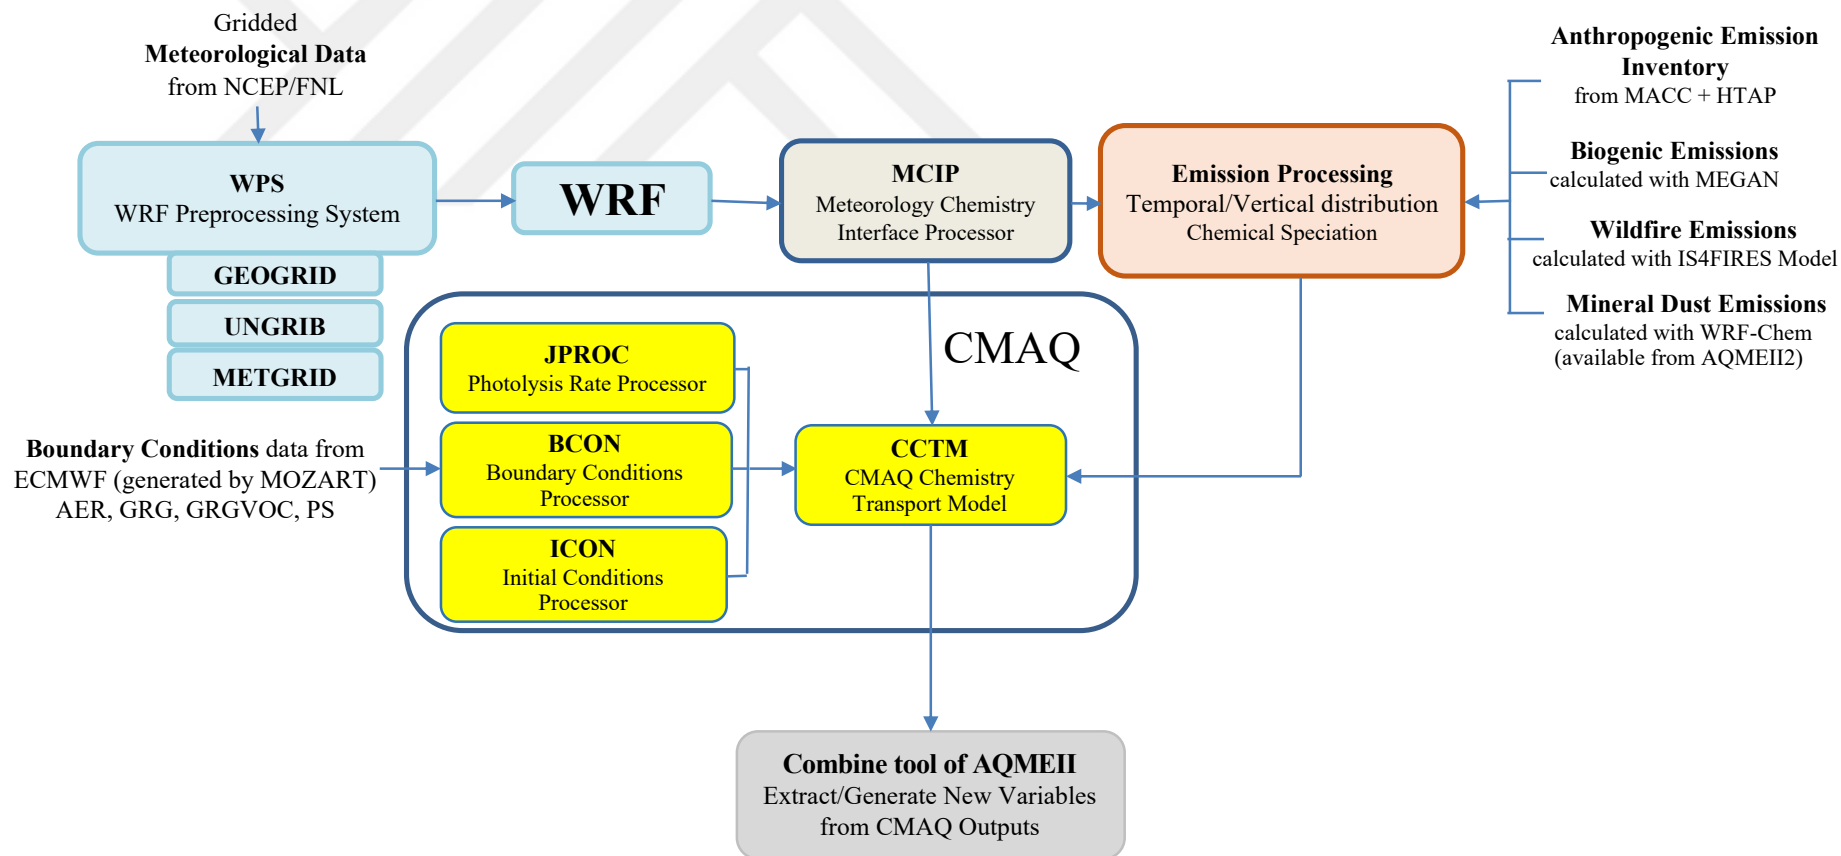 Gridded
Meteorological Data
from NCEP/FNL
WPS
WRF Preprocessing System
GEOGRID
UNGRIB
METGRID
WRF
MCIP
Meteorology Chemistry
Interface Processor
Emission Processing
Temporal/Vertical distribution
Chemical Speciation
Anthropogenic Emission
Inventory
from MACC + HTAP
Biogenic Emissions
calculated with MEGAN
Wildfire Emissions
calculated with IS4FIRES Model
Mineral Dust Emissions
calculated with WRF-Chem
(available from AQMEII2)
CMAQ
JPROC
Photolysis Rate Processor
Boundary Conditions data from
ECMWF (generated by MOZART)
AER, GRG, GRGVOC, PS
BCON
Boundary Conditions
Processor
ICON
Initial Conditions
Processor
CCTM
CMAQ Chemistry
Transport Model
Combine tool of AQMEII
Extract/Generate New Variables
from CMAQ Outputs